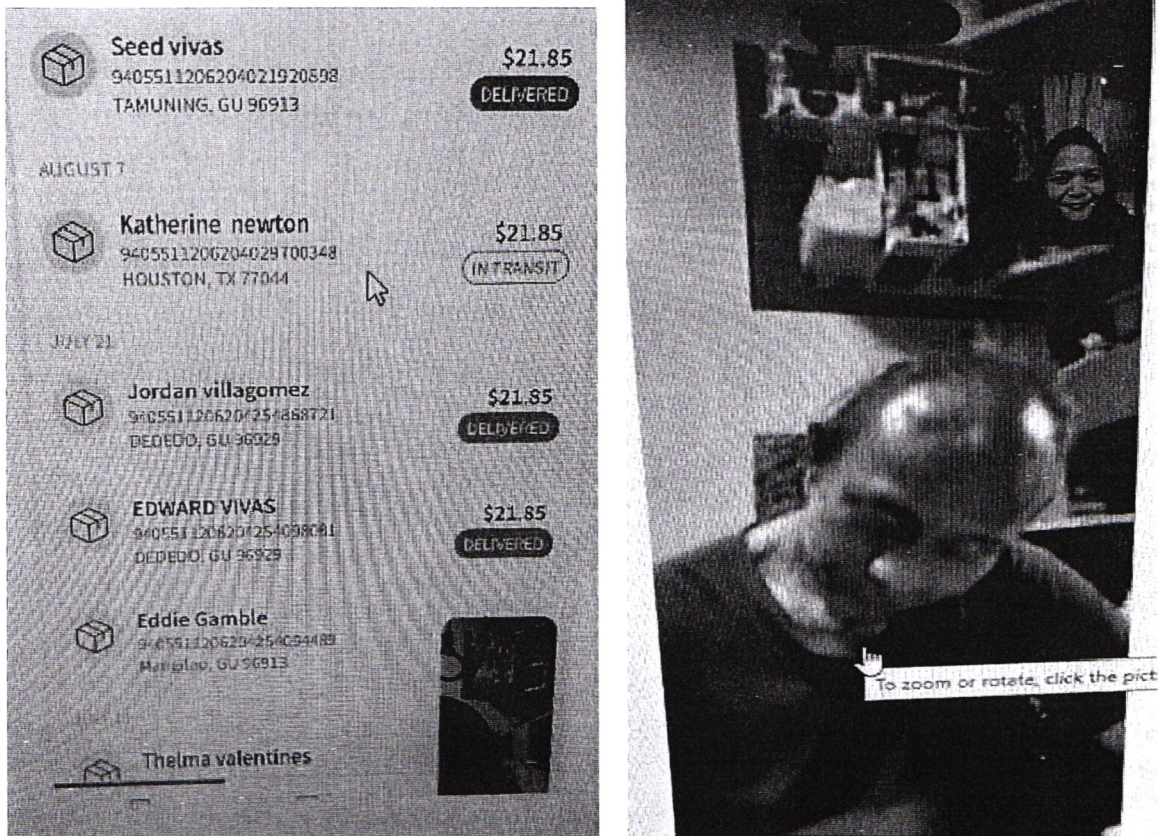 Seed vivas
$21.85
9405511206204021920898
DELIVERED
TAMUNING, GU 96913
AUGUST 7
Katherine newton
$21.85
9405511206204029700348
IN TRANSIT
HOUSTON, TX 77044
JULY 21
Jordan villagomez
$21.85
9405511206204254868721
DELIVERED
DEDEDO, GU 96929
EDWARD VIVAS
$21.85
DELIVERED
DEDEDO, GU 96929
Eddie Gamble
GU 96913
Thelma valentines
To zoom or rotate, click the pict